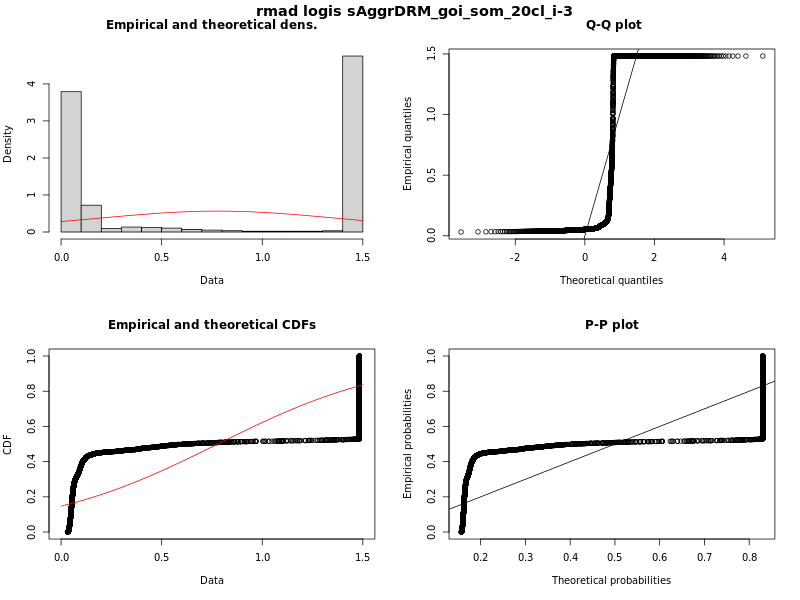 rmad logis sAggrDRM_goi_som_20cl_i-3
Empirical and theoretical dens.
Density
0 1 2 3 4
0.0 0.5 1.0 1.5
Data
Q-Q plot
Empirical quantiles
0.0 0.5 1.0 1.5
-2 0 2 4
Theoretical quantiles
Empirical and theoretical CDFs
CDF
0.0 0.2 0.4 0.6 0.8 1.0
0.0 0.5 1.0 1.5
Data
P-P plot
Empirical probabilities
0.0 0.2 0.4 0.6 0.8 1.0
0.2 0.3 0.4 0.5 0.6 0.7 0.8
Theoretical probabilities